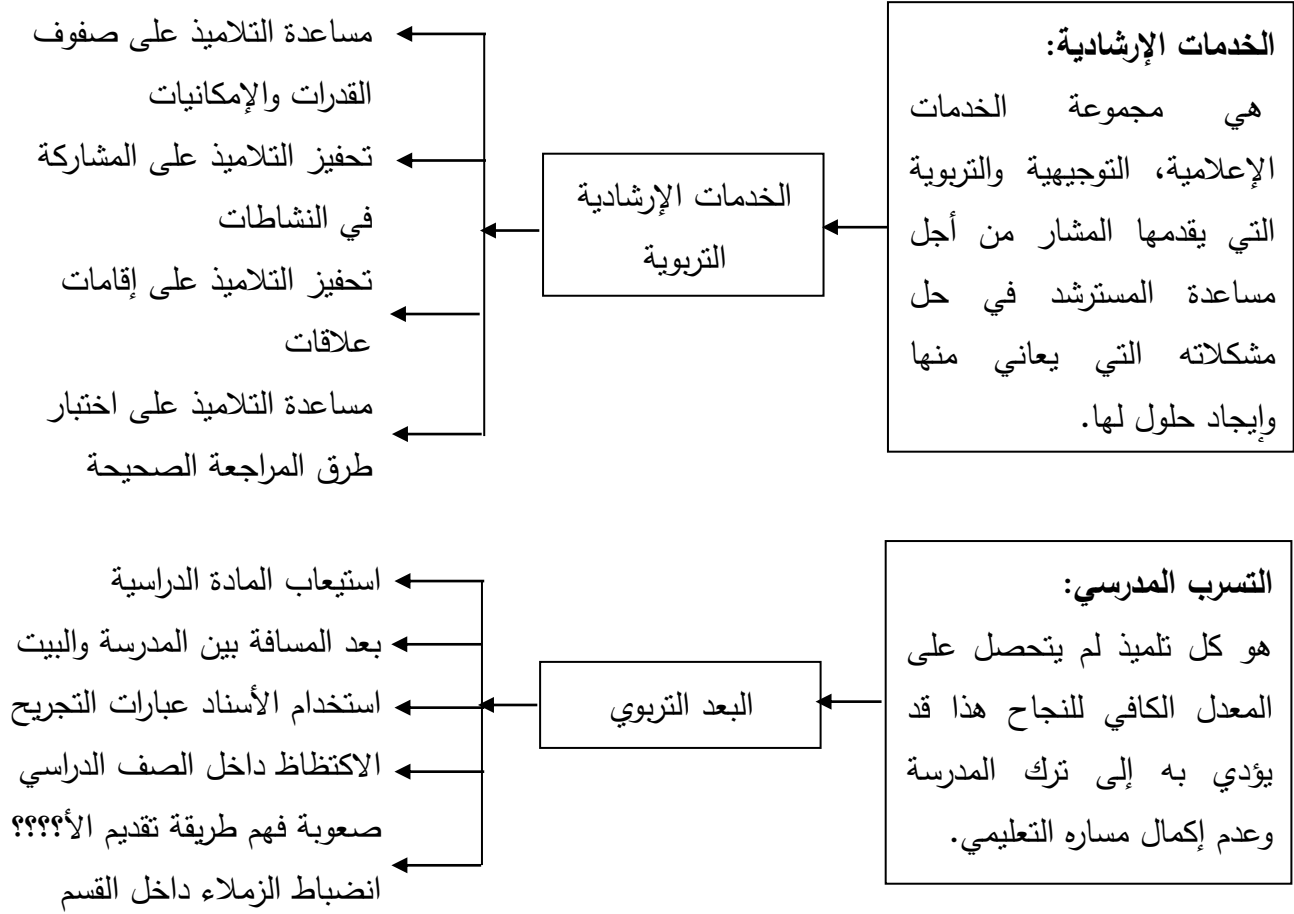 الخدمات الإرشادية:
هي مجموعة الخدمات
الإعلامية، التوجيهية والتربوية
التي يقدمها المشار من أجل
مساعدة المسترشد في حل
مشكلاته التي يعاني منها
وإيجاد حلول لها.
الخدمات الإرشادية
التربوية
مساعدة التلاميذ على صفوف
القدرات والإمكانيات
تحفيز التلاميذ على المشاركة
في النشاطات
تحفيز التلاميذ على إقامات
علاقات
مساعدة التلاميذ على اختبار
طرق المراجعة الصحيحة
التسرب المدرسي:
هو كل تلميذ لم يتحصل على
المعدل الكافي للنجاح هذا قد
يؤدي به إلى ترك المدرسة
وعدم إكمال مساره التعليمي.
البعد التربوي
استيعاب المادة الدراسية
بعد المسافة بين المدرسة والبيت
استخدام الأسناد عبارات التجريح
الاكتظاظ داخل الصف الدراسي
صعوبة فهم طريقة تقديم الأ؟؟؟؟
انضباط الزملاء داخل القسم